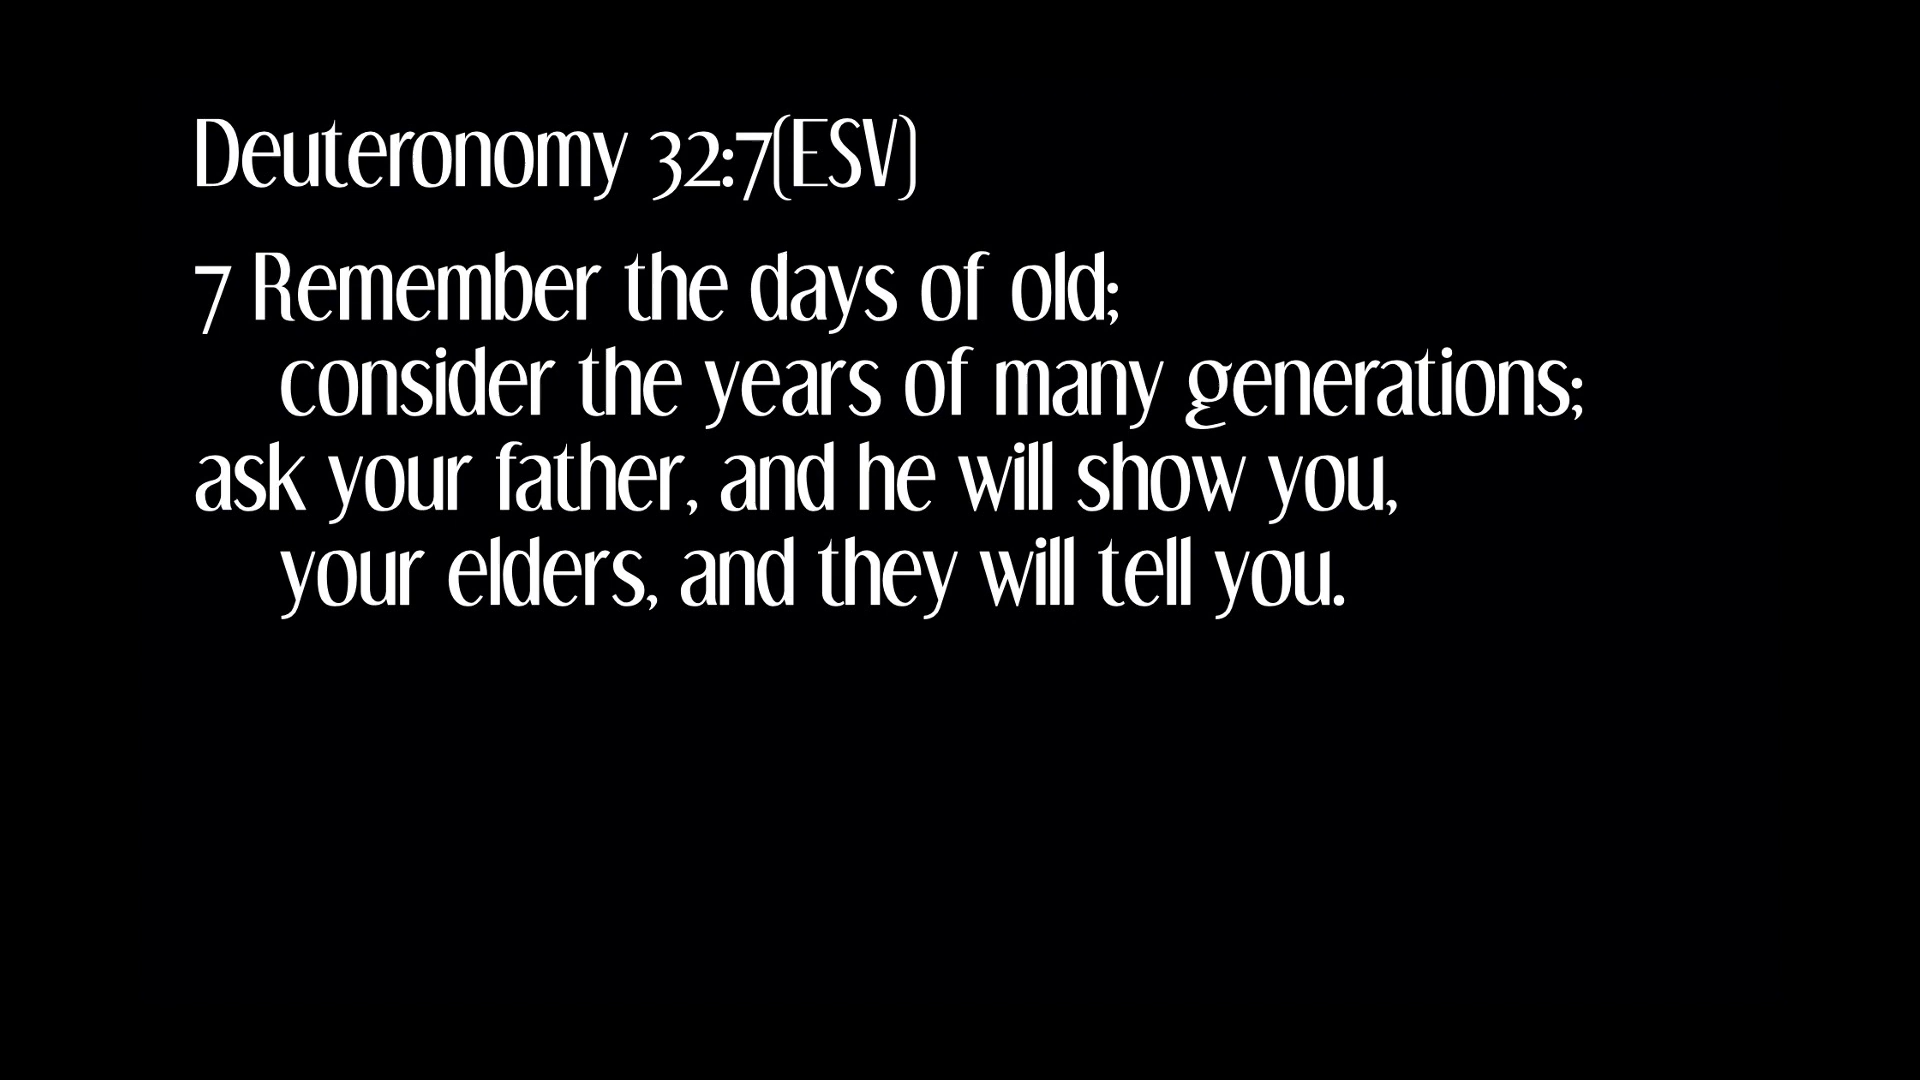 Deuteronomy 32:7(ESV)
7 Remember the days of old;
consider the years of many generations;
ask your father, and he will show you,
your elders, and they will tell you.